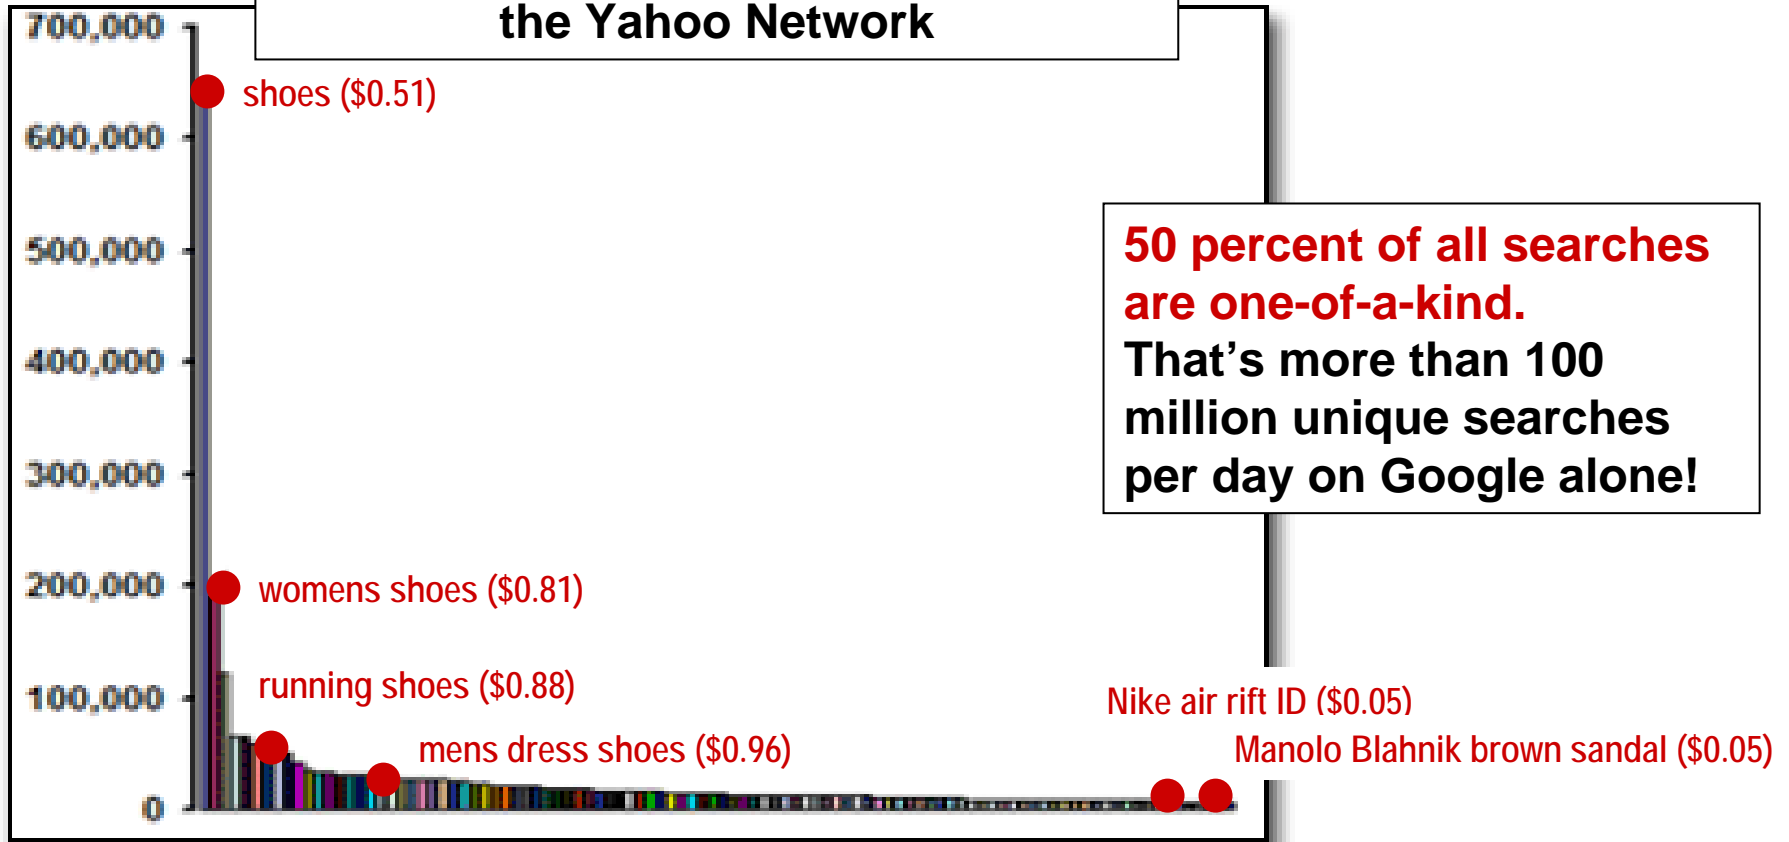 the Yahoo Network
700,000
shoes ($0.51)
600,000
500,000
50 percent of all searches
are one-of-a-kind.
That's more than 100
million unique searches
per day on Google alone!
400,000
300,000
200,000
womens shoes ($0.81)
100,000
running shoes ($0.88)
Nike air rift ID ($0.05)
mens dress shoes ($0.96)
Manolo Blahnik brown sandal ($0.05)
0